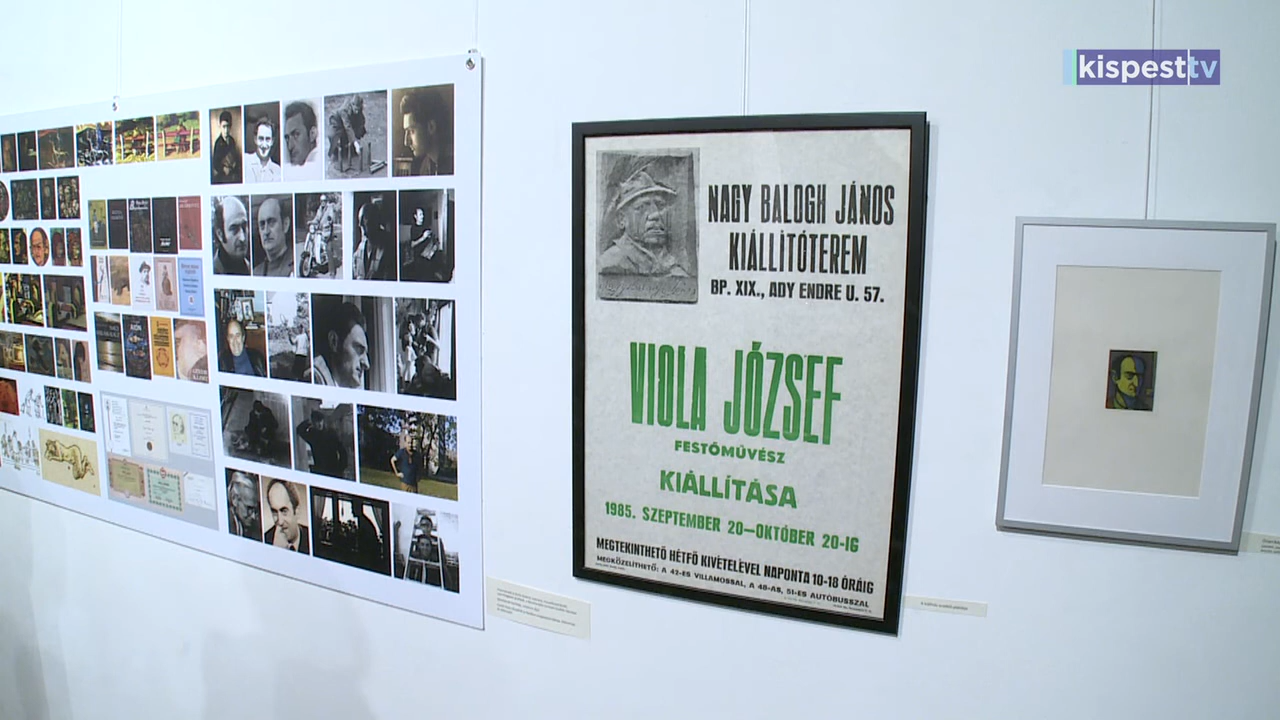 kispesttv
NAGY BALOGH JÁNOS
KIÁLLÍTÓTEREM
BP. XIX., ADY ENDRE U. 57.
VIOLA JÓZSEF
FESTŐMŰVÉSZ
KIÁLLÍTÁSA
1985. SZEPTEMBER 20—OKTÓBER 20-IG
MEGTEKINTHETŐ HÉTFŐ KIVÉTELÉVEL NAPONTA 10-18 ÓRÁIG
MEGKÖZELÍTHETŐ: A 42-ES VILLAMOSSAL, A 48-AS, 51-ES AUTÓBUSSZAL